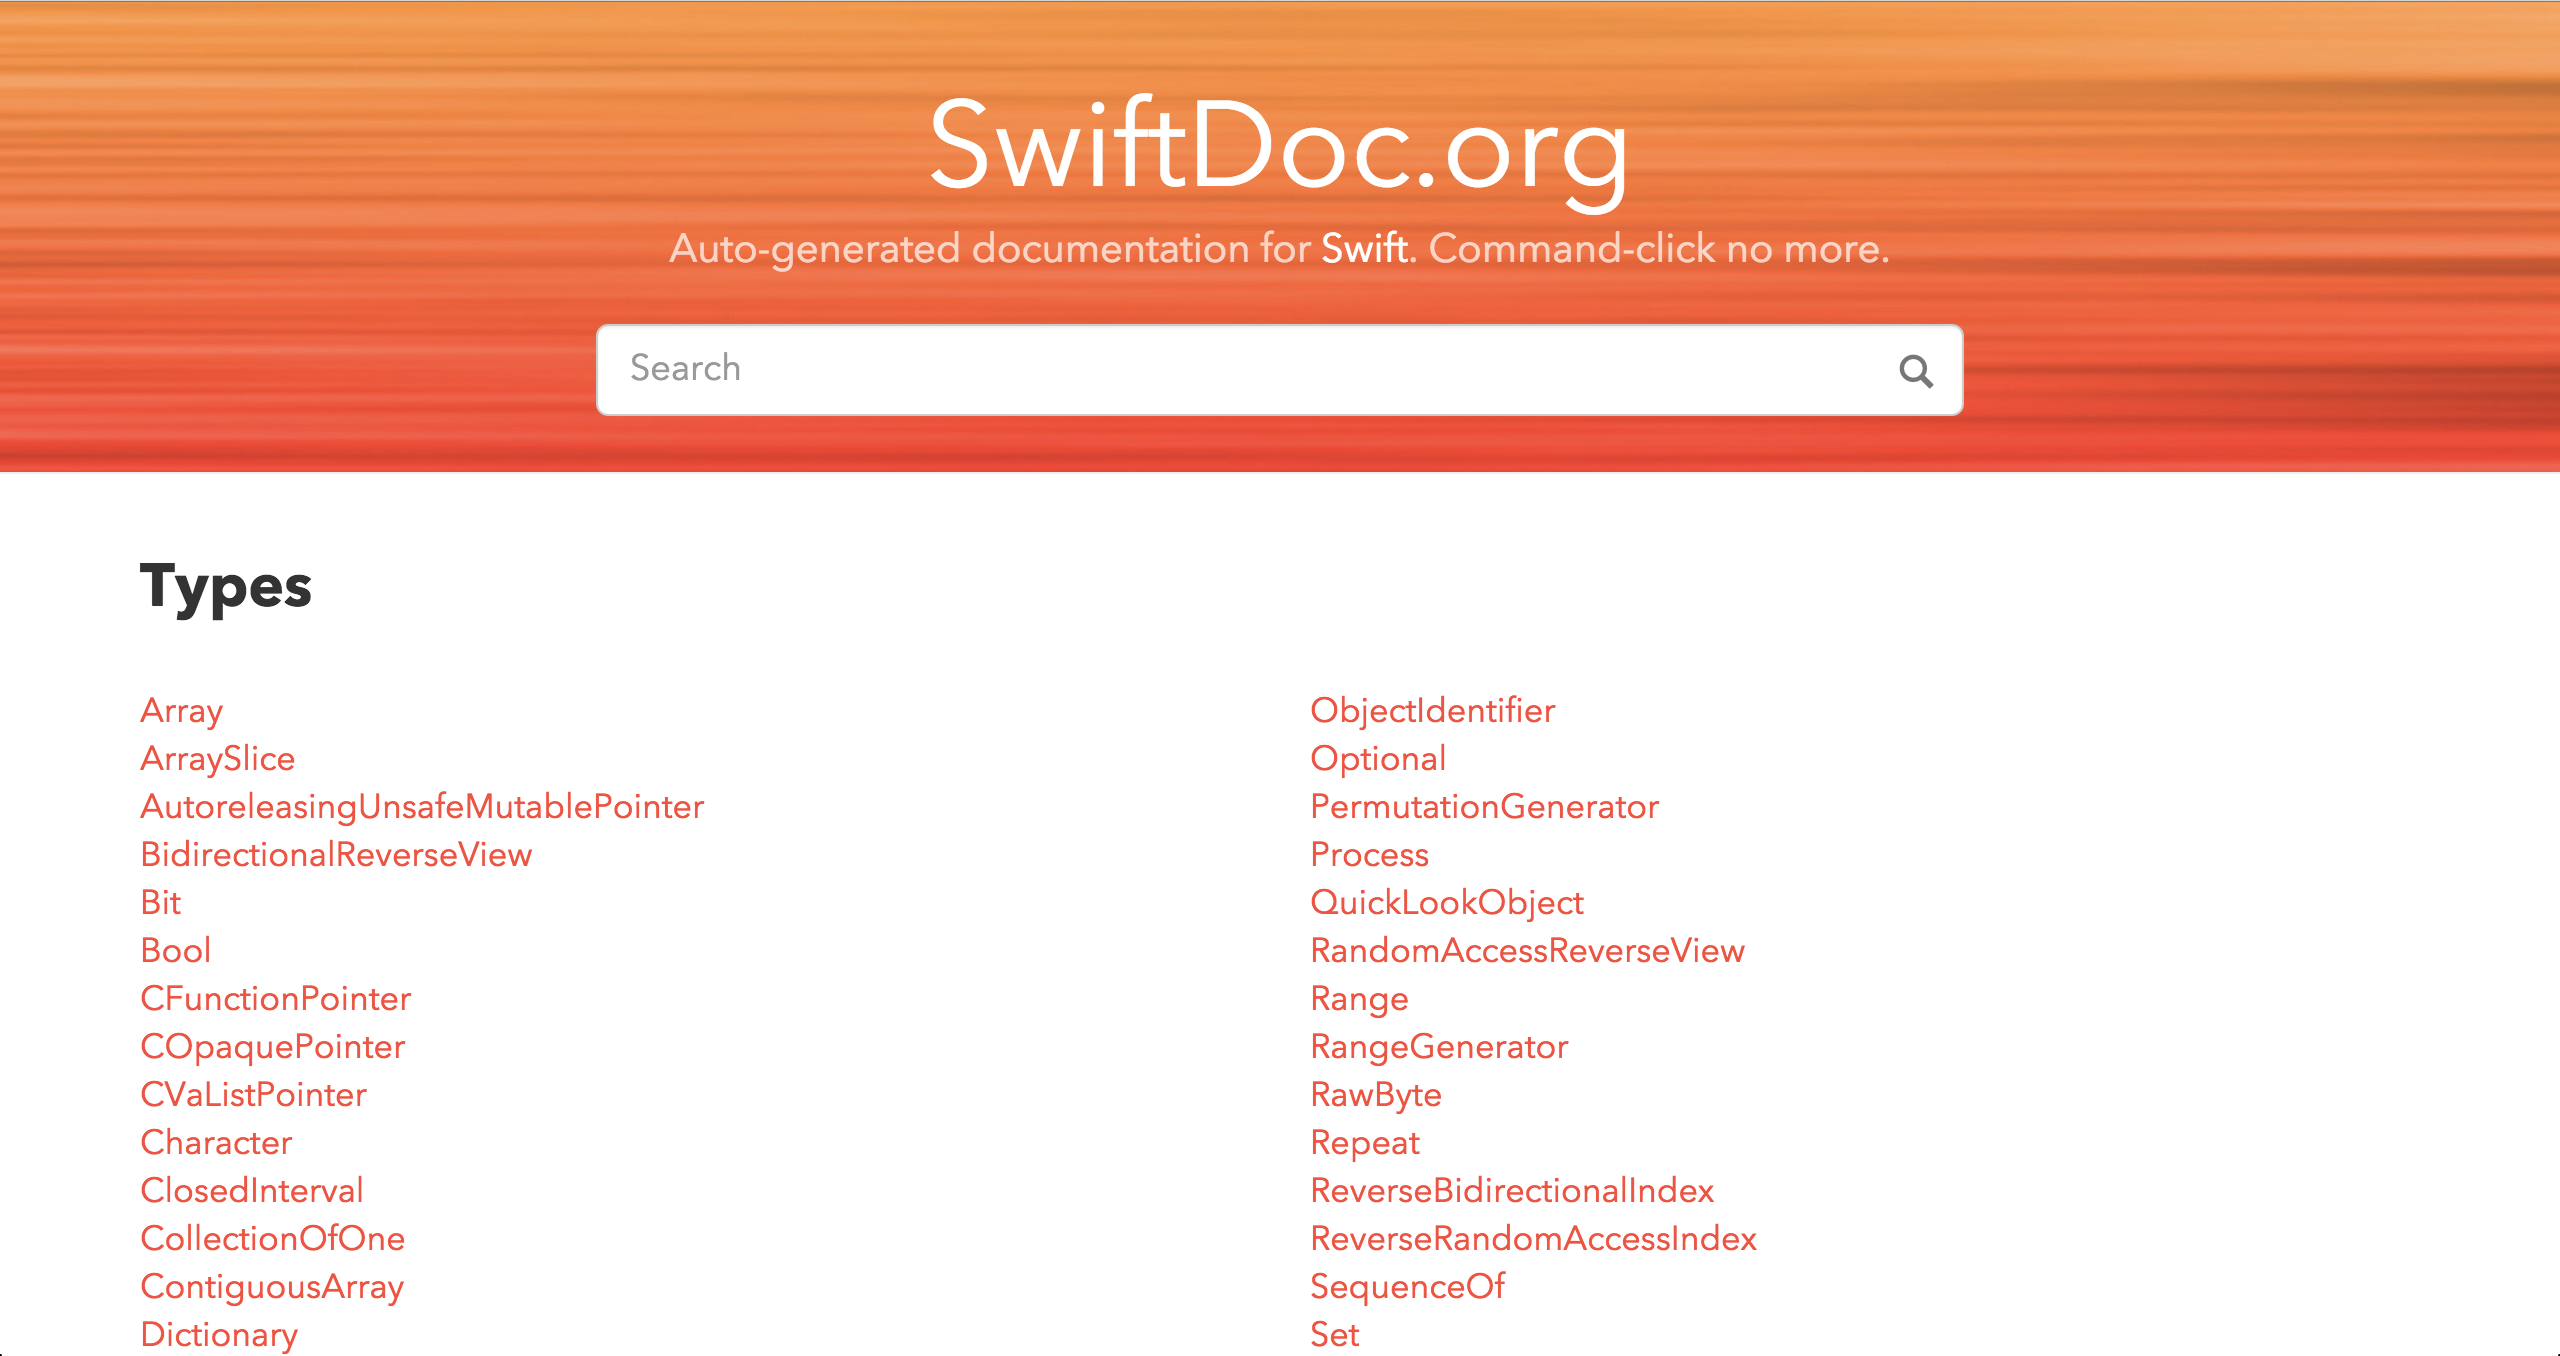 SwiftDoc.org
Auto-generated documentation for Swift. Command-click no more.
Search
Types
Array
ArraySlice
AutoreleasingUnsafeMutablePointer
BidirectionalReverseView
Bit
Bool
CFunctionPointer
COpaquePointer
CVaListPointer
Character
ClosedInterval
CollectionOfOne
ContiguousArray
Dictionary
ObjectIdentifier
Optional
PermutationGenerator
Process
QuickLookObject
RandomAccessReverseView
Range
RangeGenerator
RawByte
Repeat
ReverseBidirectionalIndex
ReverseRandomAccessIndex
SequenceOf
Set